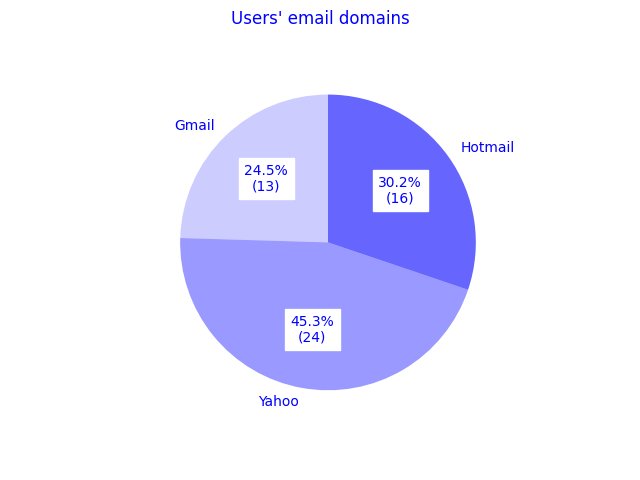 Users' email domains
Gmail
Hotmail
24.5%
(13)
30.2%
(16)
45.3%
(24)
Yahoo